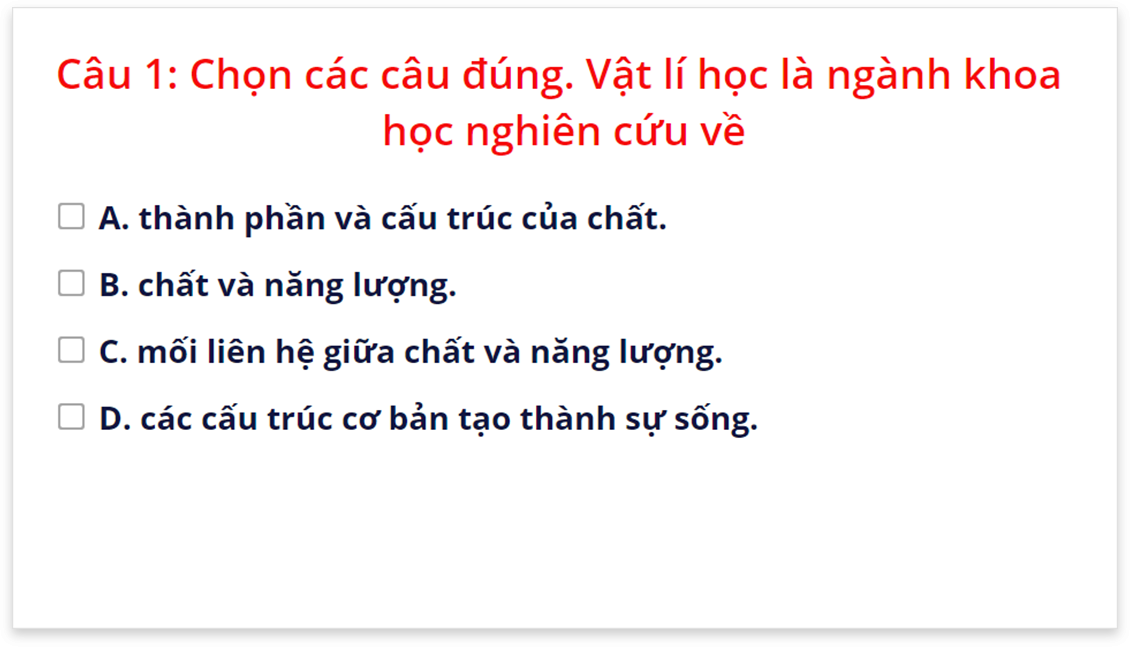 Câu 1: Chọn các câu đúng. Vật lí học là ngành khoa
học nghiên cứu về
A. thành phần và cấu trúc của chất.
B. chất và năng lượng.
C. mối liên hệ giữa chất và năng lượng.
D. các cấu trúc cơ bản tạo thành sự sống.